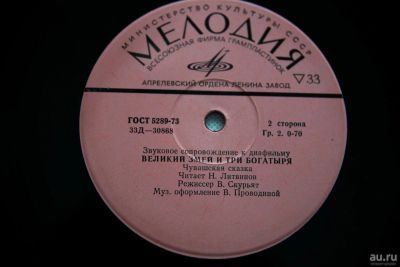 МИНИСТЕРСТВО КУЛЬТУРЫ СССР
МЕЛОДИЯ
ВСЕСОЮЗНАЯ ФИРМА ГРАМПЛАСТИНОК
АПРЕЛЕВСКИЙ ОРДЕНА ЛЕНИНА ЗАВОД
▽33
ГОСТ 5289-73
33Д—30868
2 сторона
Гр. 2. 0-70
Звуковое сопровождение к диафильму
ВЕЛИКИЙ ЗМЕЙ И ТРИ БОГАТЫРЯ
Чувашская сказка
Читает Н. Литвинов
Режиссер В. Скурьят
Муз. оформление В. Проводиной
au.ru